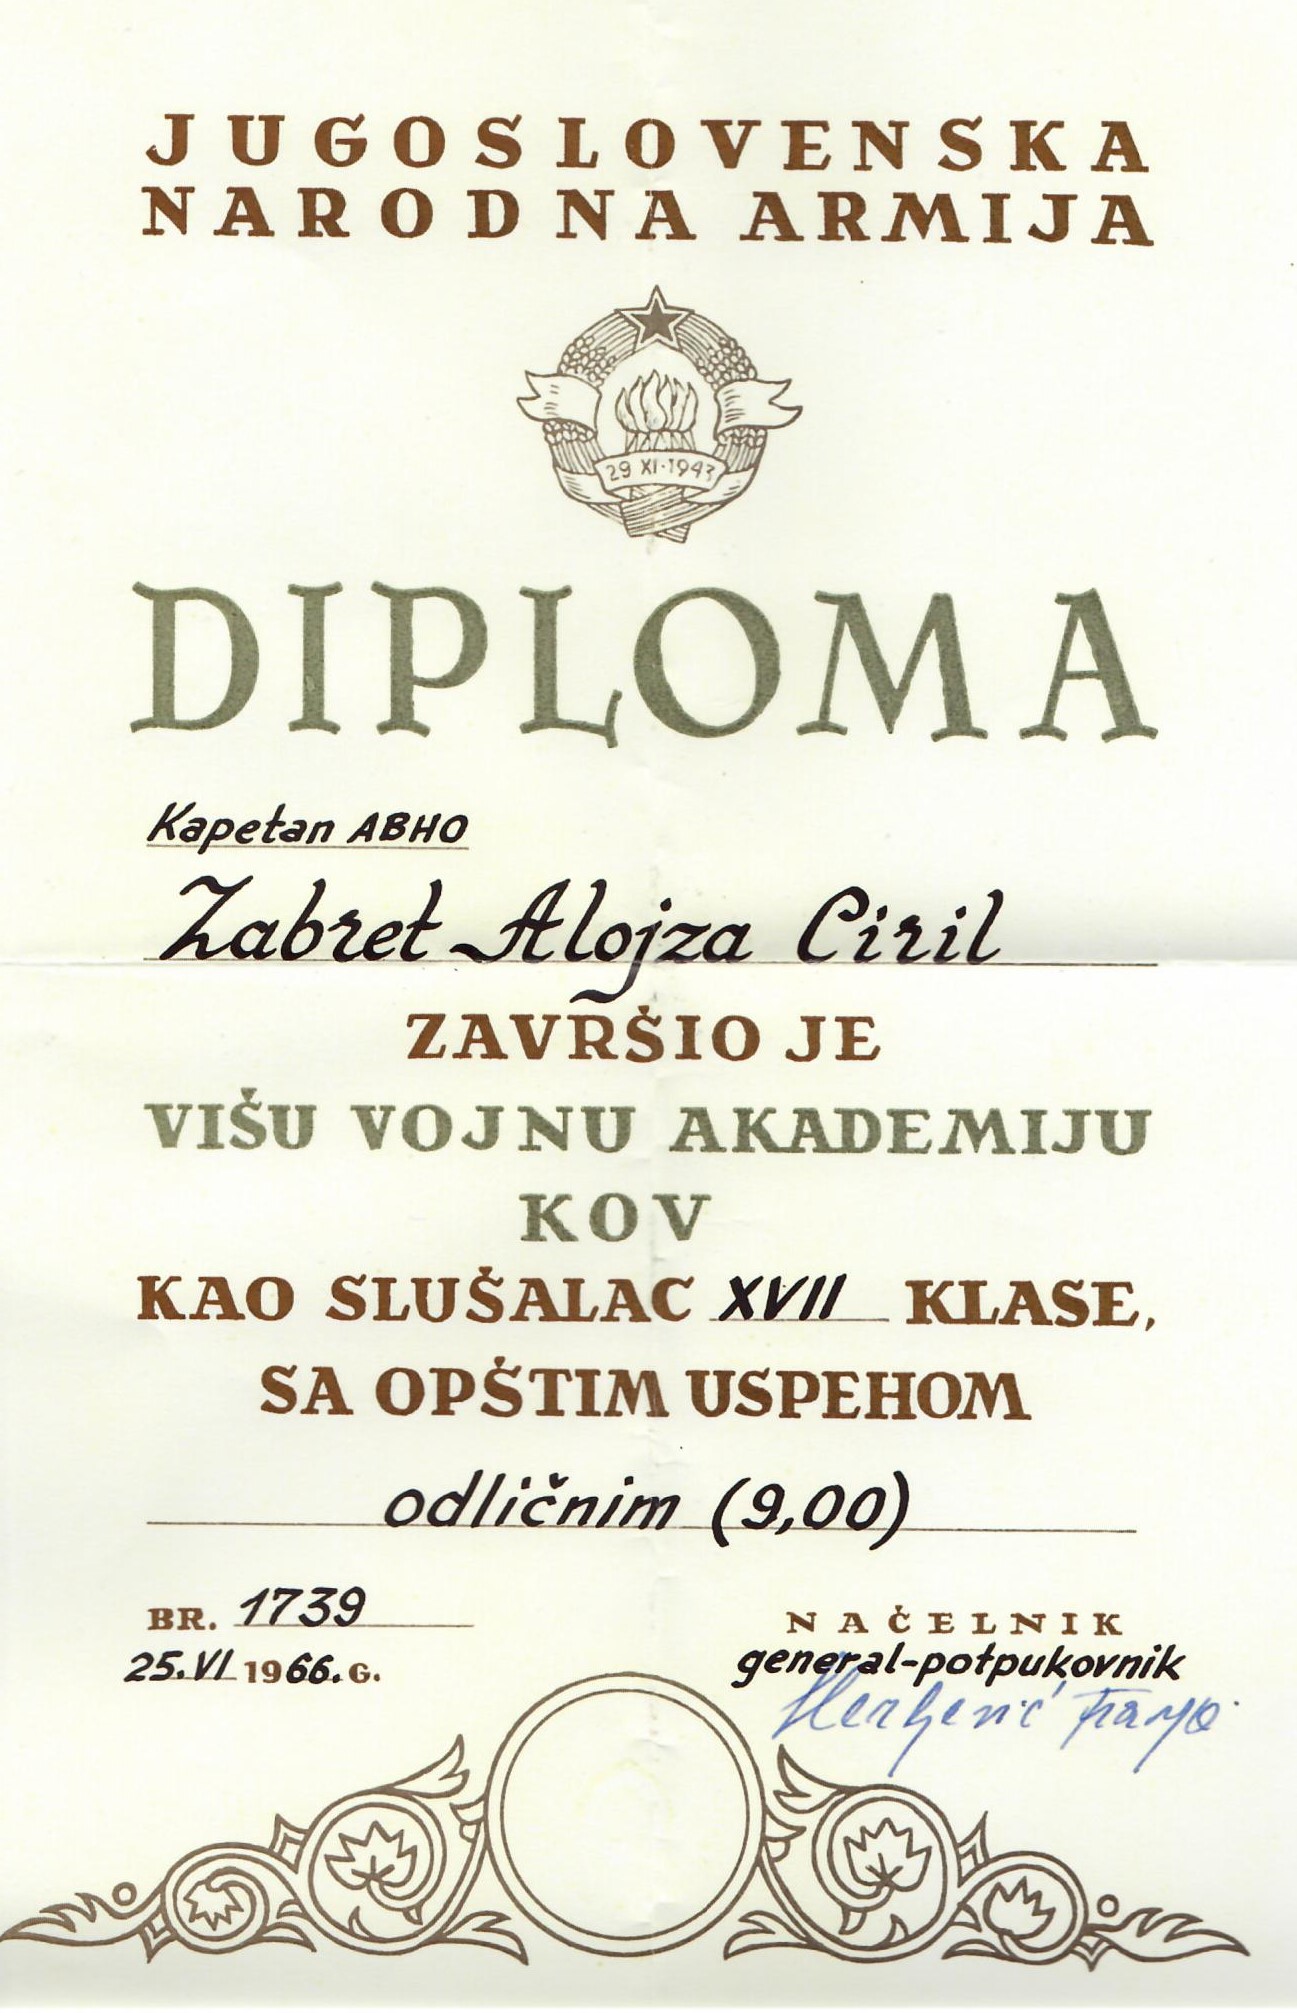 JUGOSLOVENSKA
NARODNA ARMIJA
29 XI·1943
DIPLOMA
Kapetan ABHO
Zabret Alojza Ciril
ZAVRŠIO JE
VIŠU VOJNU AKADEMIJU
KOV
KAO SLUŠALAC XVII KLASE,
SA OPŠTIM USPEHOM
odličnim (9,00)
BR. 1739
25.VI 1966.G.
NAČELNIK
general-potpukovnik